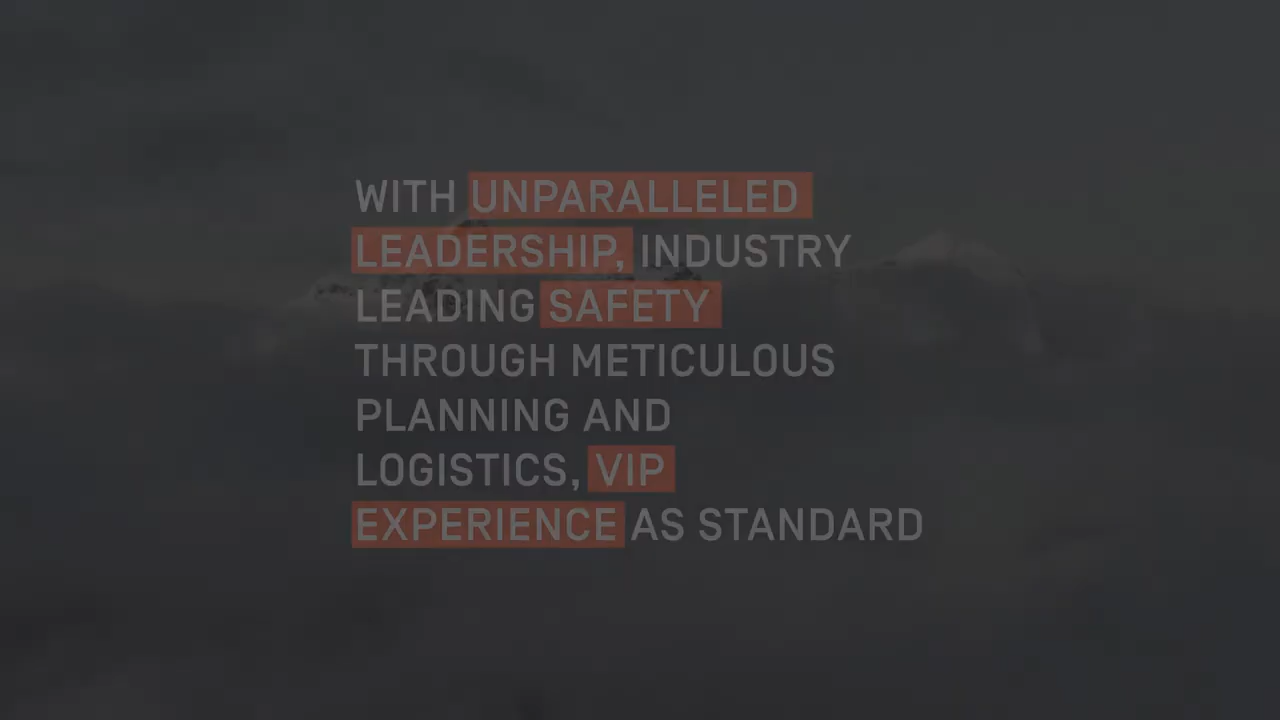 WITH UNPARALLELED
LEADERSHIP, INDUSTRY
LEADING SAFETY
THROUGH METICULOUS
PLANNING AND
LOGISTICS, VIP
EXPERIENCE AS STANDARD